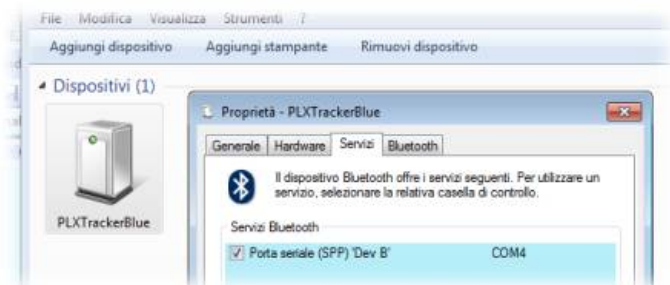 File Modifica Visualizza Strumenti ?
Aggiungi dispositivo Aggiungi stampante Rimuovi dispositivo
Dispositivi (1)
PLXTrackerBlue
Proprietà - PLXTrackerBlue
Generale Hardware Servizi Bluetooth
Il dispositivo Bluetooth offre i servizi seguenti. Per utilizzare un
servizio, selezionare la relativa casella di controllo.
Servizi Bluetooth
Porta seriale (SPP) 'Dev B' COM4